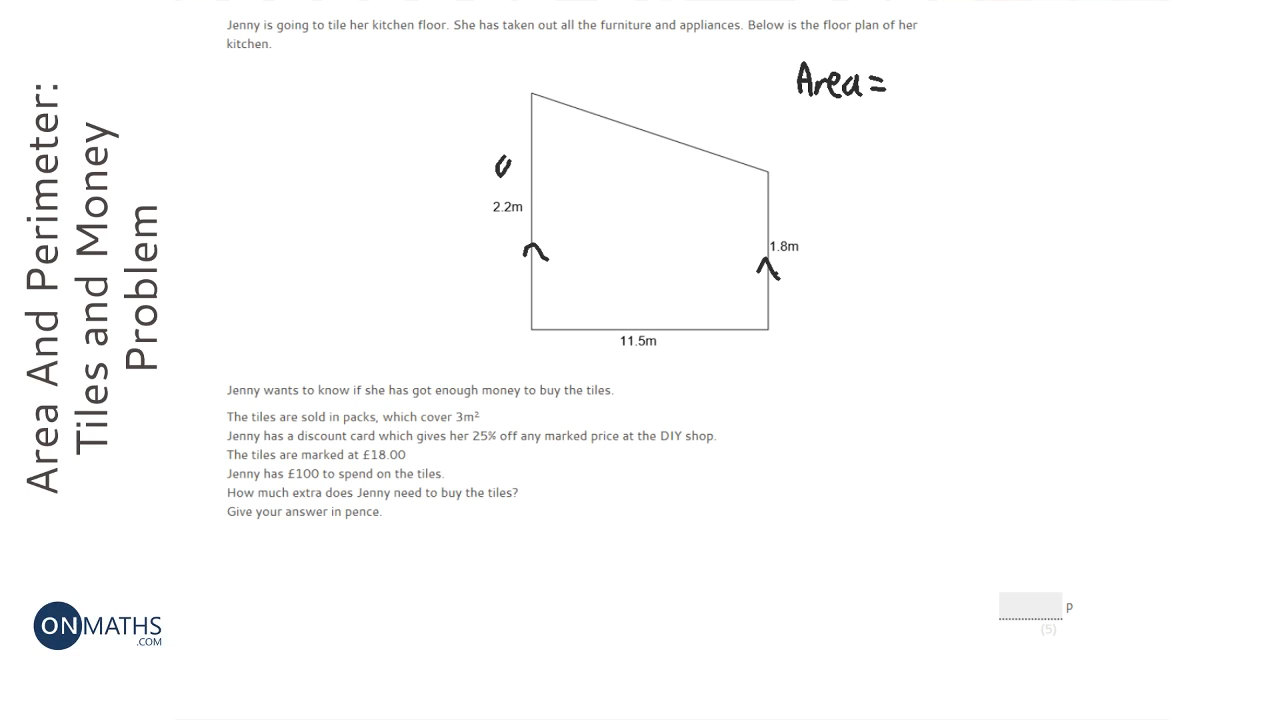 Area And Perimeter:
Tiles and Money
Problem
Jenny is going to tile her kitchen floor. She has taken out all the furniture and appliances. Below is the floor plan of her
kitchen.
Area=
2.2m
1.8m
11.5m
Jenny wants to know if she has got enough money to buy the tiles.
The tiles are sold in packs, which cover 3m²
Jenny has a discount card which gives her 25% off any marked price at the DIY shop.
The tiles are marked at £18.00
Jenny has £100 to spend on the tiles.
How much extra does Jenny need to buy the tiles?
Give your answer in pence.
p
(5)
ONMATHS
.COM